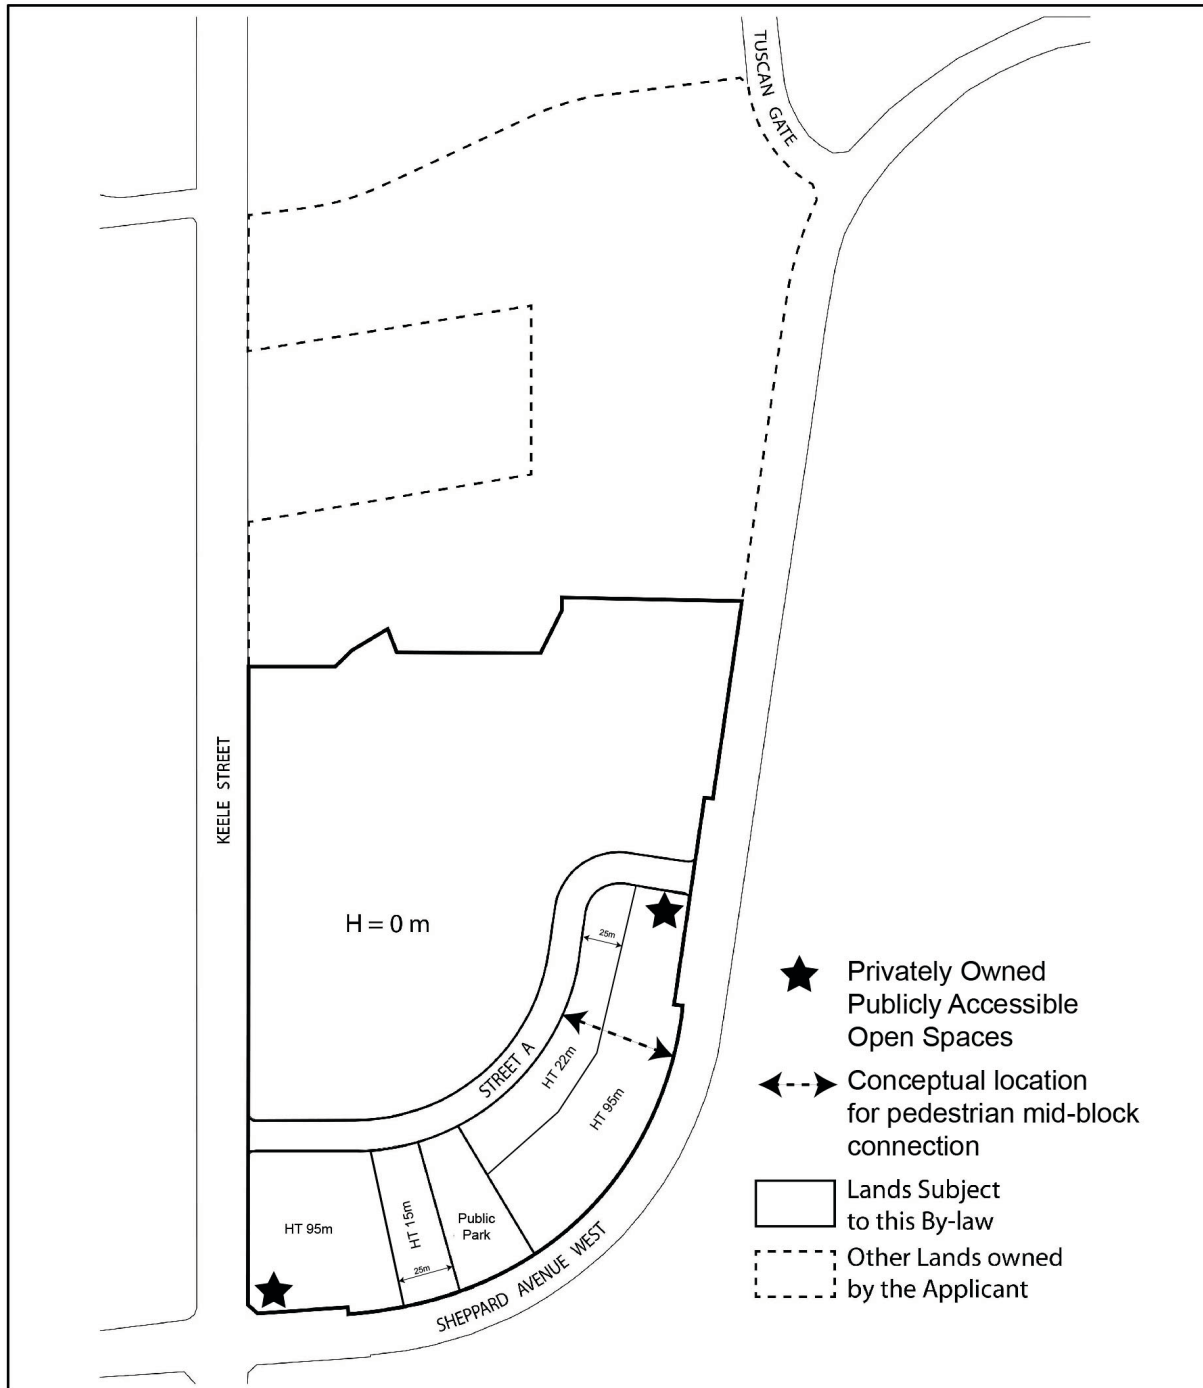 TUSCAN GATE
KEELE STREET
H = 0 m
25m
STREET A
HT 22m
HT 95m
HT 95m
HT 15m
25m
Public
Park
SHEPPARD AVENUE WEST
Privately Owned
Publicly Accessible
Open Spaces
Conceptual location
for pedestrian mid-block
connection
Lands Subject
to this By-law
Other Lands owned
by the Applicant